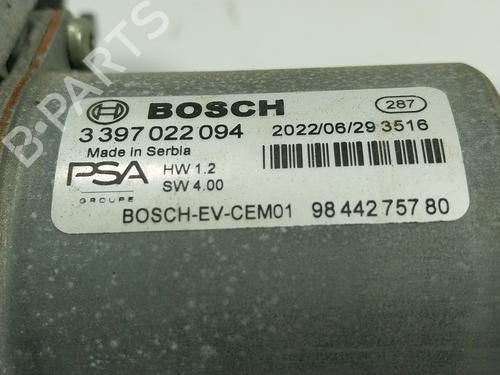 BOSCH
287
3 397 022 094
2022/06/29 3516
Made in Serbia
PSA
GROUPE
HW 1.2
SW 4.00
BOSCH-EV-CEM01
98 442 757 80
B-PARTS